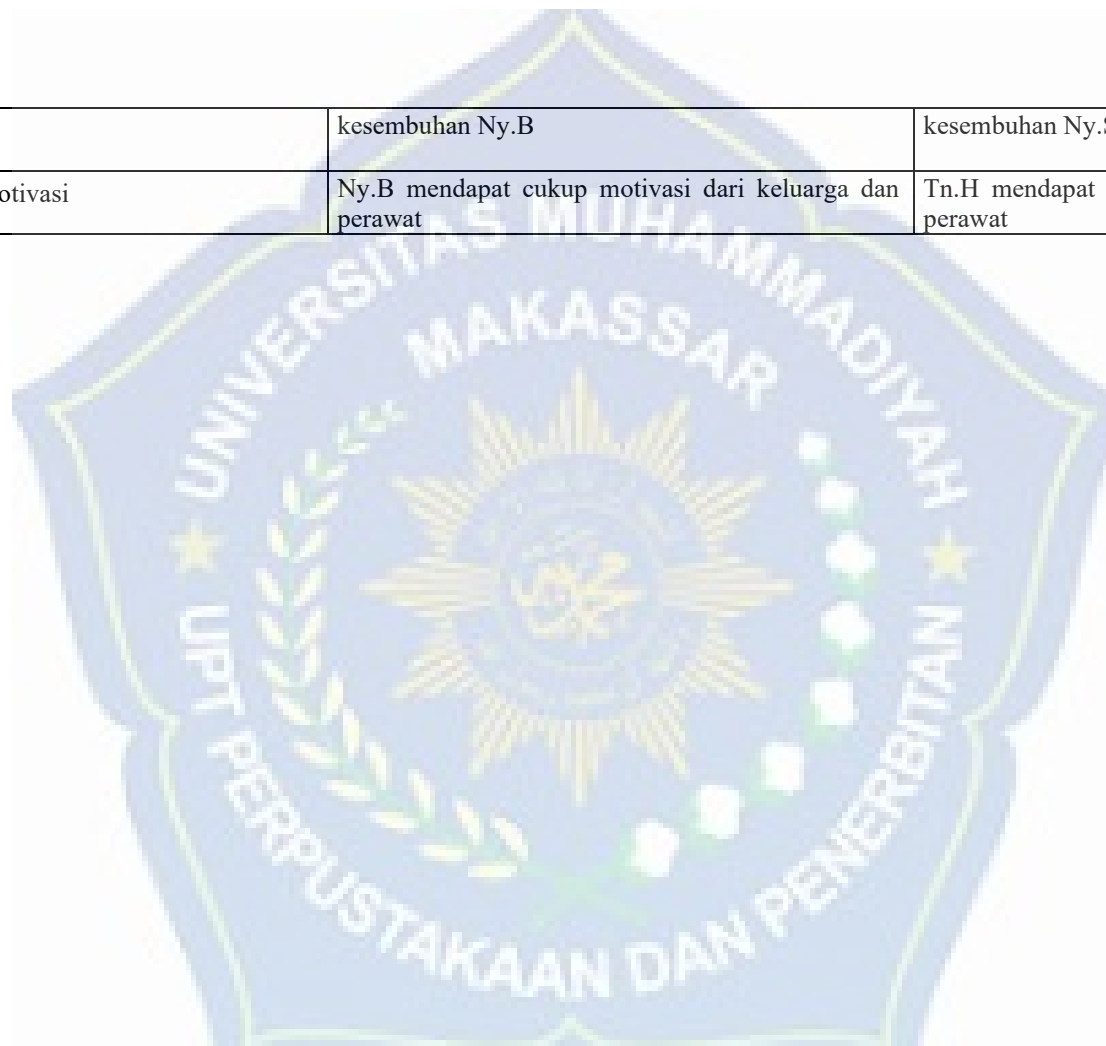 kesembuhan Ny.B
kesembuhan Ny.S
otivasi
Ny.B mendapat cukup motivasi dari keluarga dan
perawat
Tn.H mendapat
perawat
UNIVERSITAS MUHAMMADIYAH
MAKASSAR
UPT PERPUSTAKAAN DAN PENERBITAN